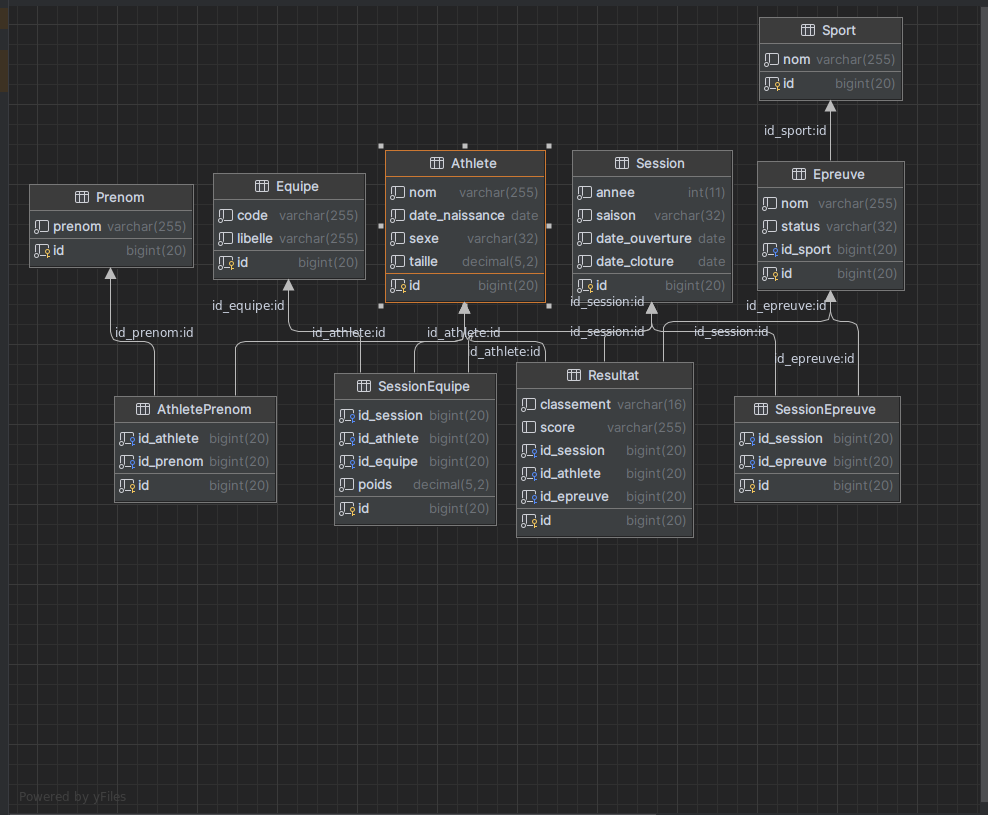 Sport
nom varchar(255)
id bigint(20)
id_sport:id
Athlete
nom varchar(255)
date_naissance date
sexe varchar(32)
taille decimal(5,2)
id bigint(20)
Session
annee int(11)
saison varchar(32)
date_ouverture date
date_cloture date
id bigint(20)
Epreuve
nom varchar(255)
status varchar(32)
id_sport bigint(20)
id bigint(20)
Prenom
prenom varchar(255)
id bigint(20)
Equipe
code varchar(255)
libelle varchar(255)
id bigint(20)
id_equipe:id
id_session:id
id_epreuve:id
id_prenom:id
id_athlete:id
id_athlete:id
id_session:id
id_session:id
id_athlete:id
id_epreuve:id
AthletePrenom
id_athlete bigint(20)
id_prenom bigint(20)
id bigint(20)
SessionEquipe
id_session bigint(20)
id_athlete bigint(20)
id_equipe bigint(20)
poids decimal(5,2)
id bigint(20)
Resultat
classement varchar(16)
score varchar(255)
id_session bigint(20)
id_athlete bigint(20)
id_epreuve bigint(20)
id bigint(20)
SessionEpreuve
id_session bigint(20)
id_epreuve bigint(20)
id bigint(20)
Powered by yFiles